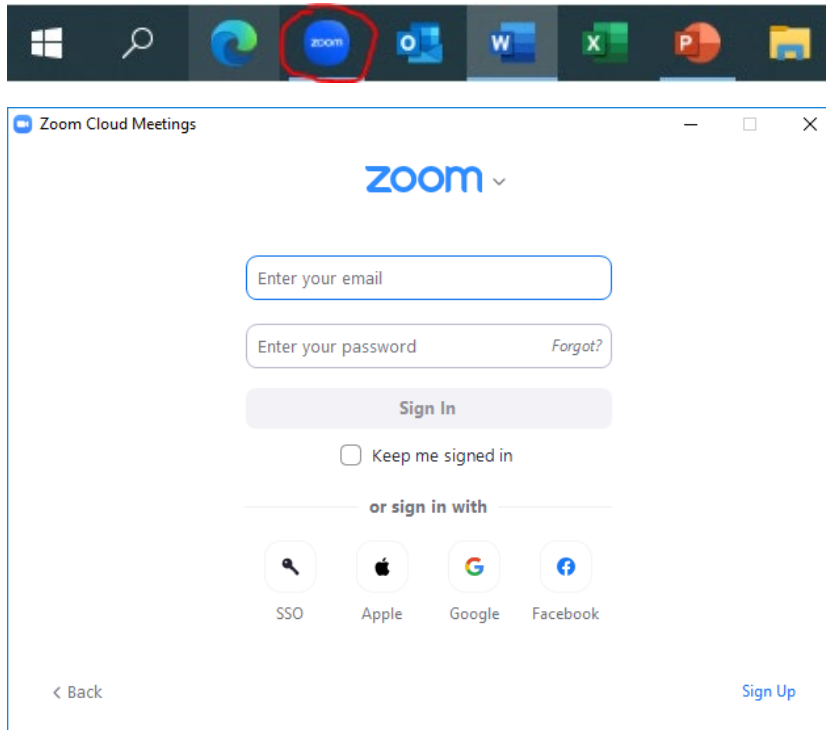 zoom
O
W
X
P
Zoom Cloud Meetings
zoom
Enter your email
Enter your password Forgot?
Sign In
Keep me signed in
or sign in with
SSO Apple Google Facebook
< Back Sign Up